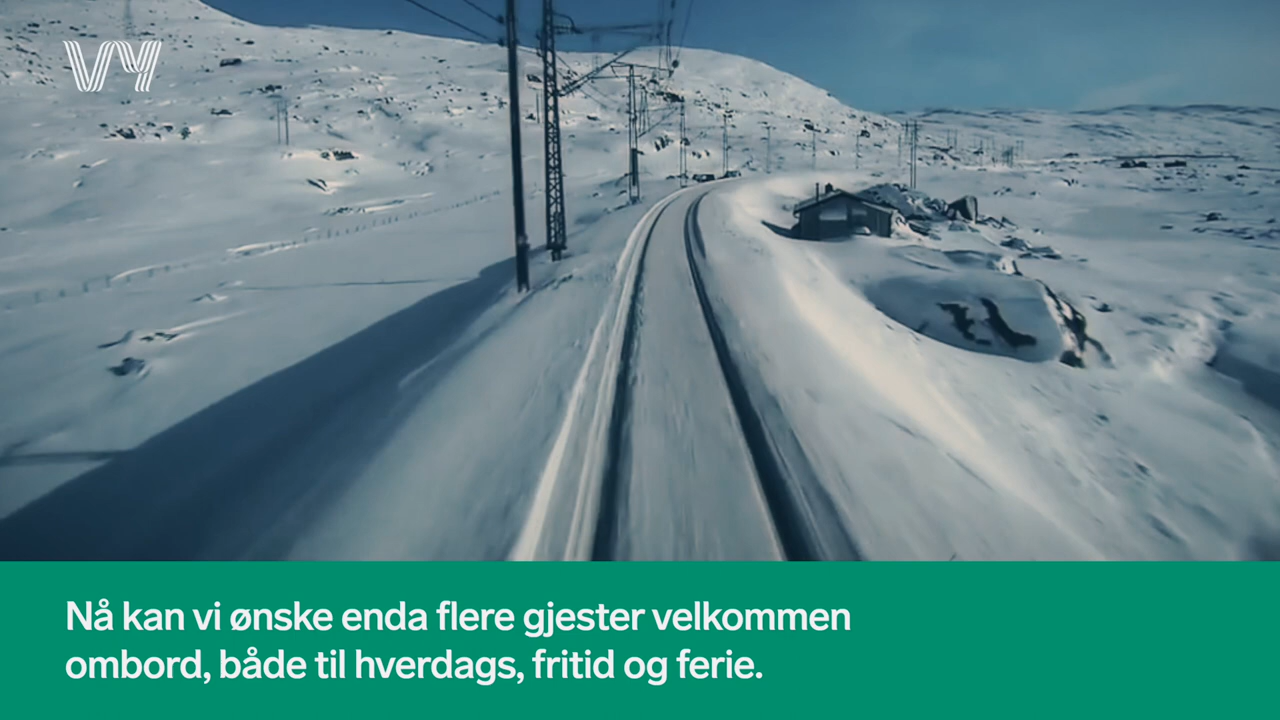 VY
Nå kan vi ønske enda flere gjester velkommen
ombord, både til hverdags, fritid og ferie.